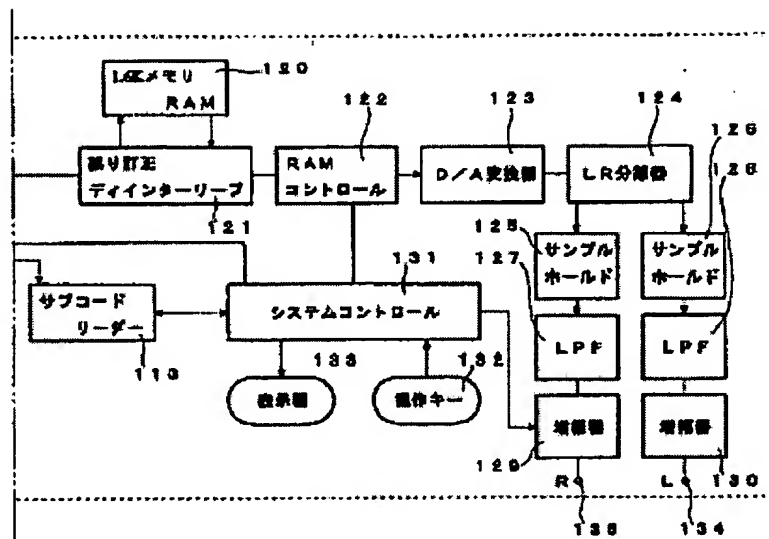 16Kメモリ
RAM
120
122
123
124
126
誤り訂正
ディインターリーブ
121
RAM
コントロール
D/A変換器
LR分離器
128
125
127
サンプル
ホールド
サンプル
ホールド
131
サブコード
リーダー
113
システムコントロール
LPF
LPF
133
132
表示器
操作キー
増幅器
増幅器
129
130
R
L
135
134